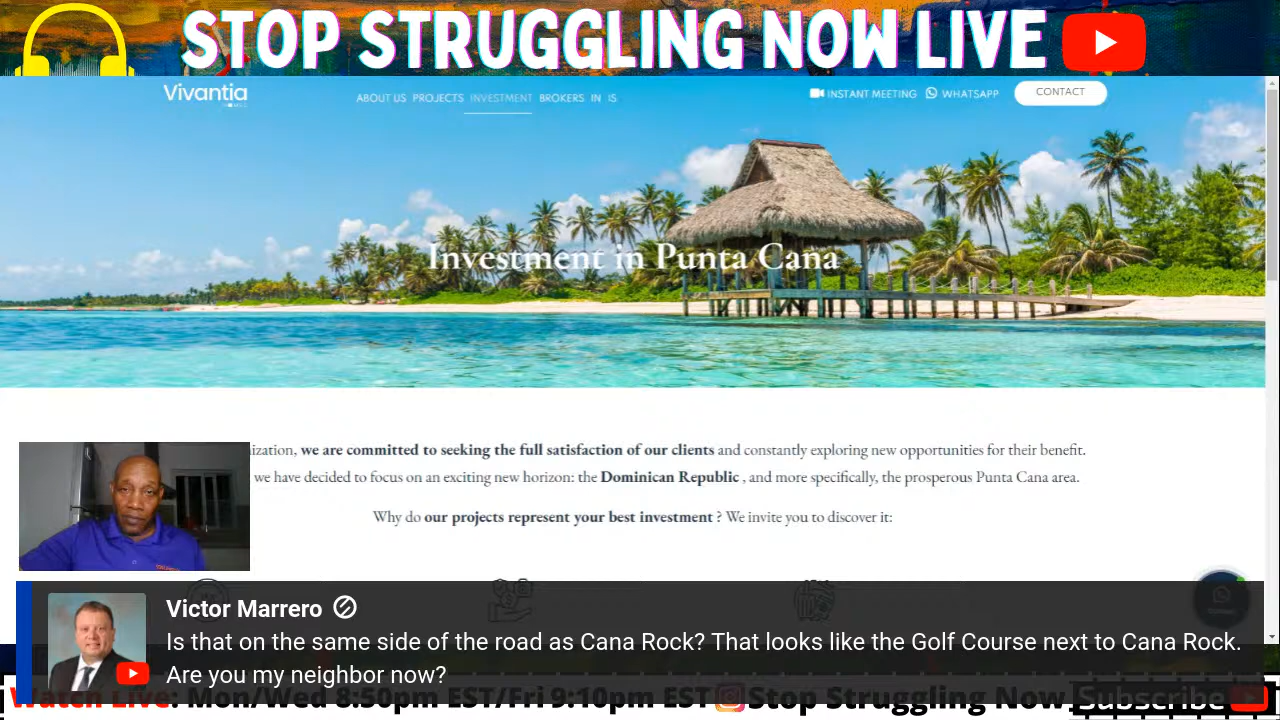 STOP STRUGGLING NOW LIVE
Vivantia
ABOUT US PROJECTS INVESTMENT BROKERS IN IS
INSTANT MEETING WHATSAPP CONTACT
Investment in Punta Cana
ization, we are committed to seeking the full satisfaction of our clients and constantly exploring new opportunities for their benefit.
we have decided to focus on an exciting new horizon: the Dominican Republic , and more specifically, the prosperous Punta Cana area.
Why do our projects represent your best investment ? We invite you to discover it:
Victor Marrero
Is that on the same side of the road as Cana Rock? That looks like the Golf Course next to Cana Rock.
Are you my neighbor now?
Watch Live: Mon/Wed 8:50pm EST/Fri 9:10pm EST Stop Struggling Now Subscribe